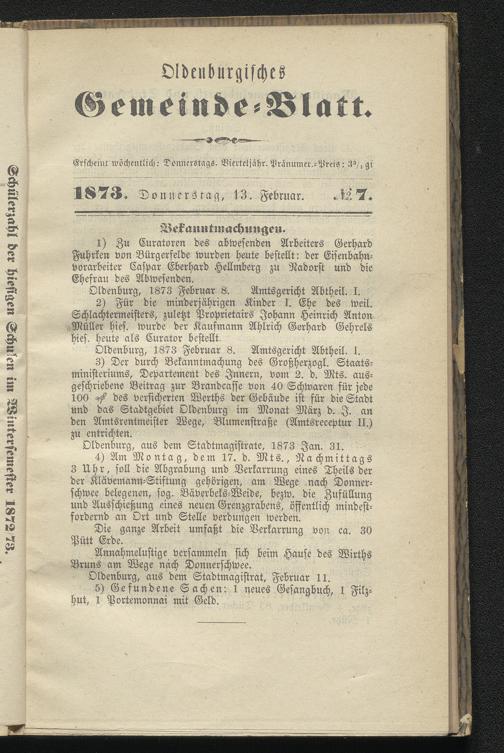 Oldenburgisches
Gemeinde-Blatt.
Erscheint wöchentlich: Donnerstags. Vierteljähr. Pränumer.-Preis: 3¾ gj
1873. Donnerstag, 13. Februar. № 7.
Bekanntmachungen.
1) Zu Curatoren des abwesenden Arbeiters Gerhard
Fuhrken von Bürgerfelde wurden heute bestellt: der Eisenbahn-
vorarbeiter Caspar Eberhard Hellmberg zu Nadorst und die
Ehefrau des Abwesenden.
Oldenburg, 1873 Februar 8. Amtsgericht Abtheil. I.
2) Für die minderjährigen Kinder I. Ehe des weil.
Schlachtermeisters, zuletzt Proprietairs Johann Heinrich Anton
Müller hies. wurde der Kaufmann Ahlrich Gerhard Gehrels
hies. heute als Curator bestellt.
Oldenburg, 1873 Februar 8. Amtsgericht Abtheil. I.
3) Der durch Bekanntmachung des Großherzogl. Staats-
ministeriums, Departement des Innern, vom 2. d. Mts. aus-
geschriebene Beitrag zur Brandcasse von 40 Schwaren für jede
100 ₰ des versicherten Werths der Gebäude ist für die Stadt
und das Stadtgebiet Oldenburg im Monat März d. J. an
den Amtsrentmeister Wege, Blumenstraße (Amtsreceptur II.)
zu entrichten.
Oldenburg, aus dem Stadtmagistrate, 1873 Jan. 31.
4) Am Montag, dem 17. d. Mts., Nachmittags
3 Uhr, soll die Abgrabung und Verkarrung eines Theils der
der Klävemann-Stiftung gehörigen, am Wege nach Donner-
schwee belegenen, sog. Bäverbels-Weide, bezw. die Zufüllung
und Ausschießung eines neuen Grenzgrabens, öffentlich mindest-
fordernd an Ort und Stelle verdungen werden.
Die ganze Arbeit umfaßt die Verkarrung von ca. 30
Pütt Erde.
Annahmelustige versammeln sich beim Hause des Wirths
Bruns am Wege nach Donnerschwee.
Oldenburg, aus dem Stadtmagistrat, Februar 11.
5) Gefundene Sachen: 1 neues Gesangbuch, 1 Filz-
hut, 1 Portemonnai mit Geld.
Schülerzahl der hiesigen Schulen im Wintersemester 1872/73.